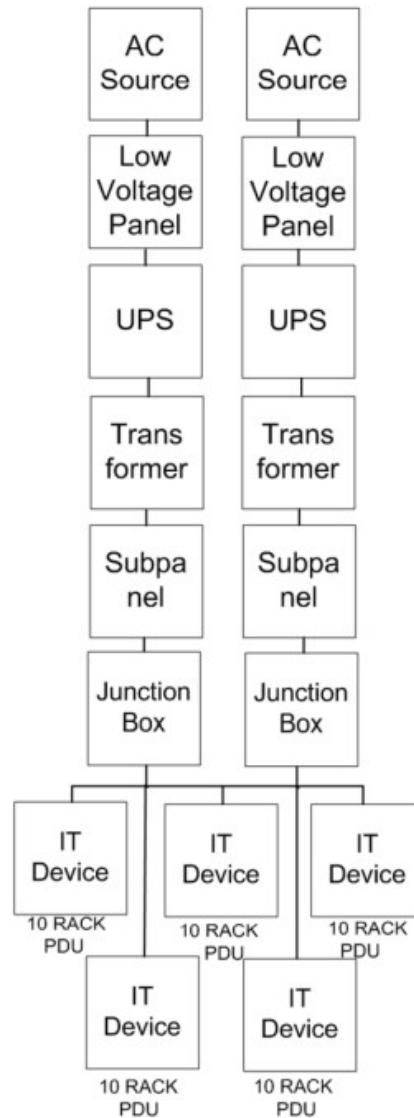 AC
Source
AC
Source
Low
Voltage
Panel
Low
Voltage
Panel
UPS
UPS
Trans
former
Trans
former
Subpa
nel
Subpa
nel
Junction
Box
Junction
Box
IT
Device
IT
Device
IT
Device
10 RACK
PDU
10 RACK
PDU
10 RACK
PDU
IT
Device
IT
Device
10 RACK
PDU
10 RACK
PDU